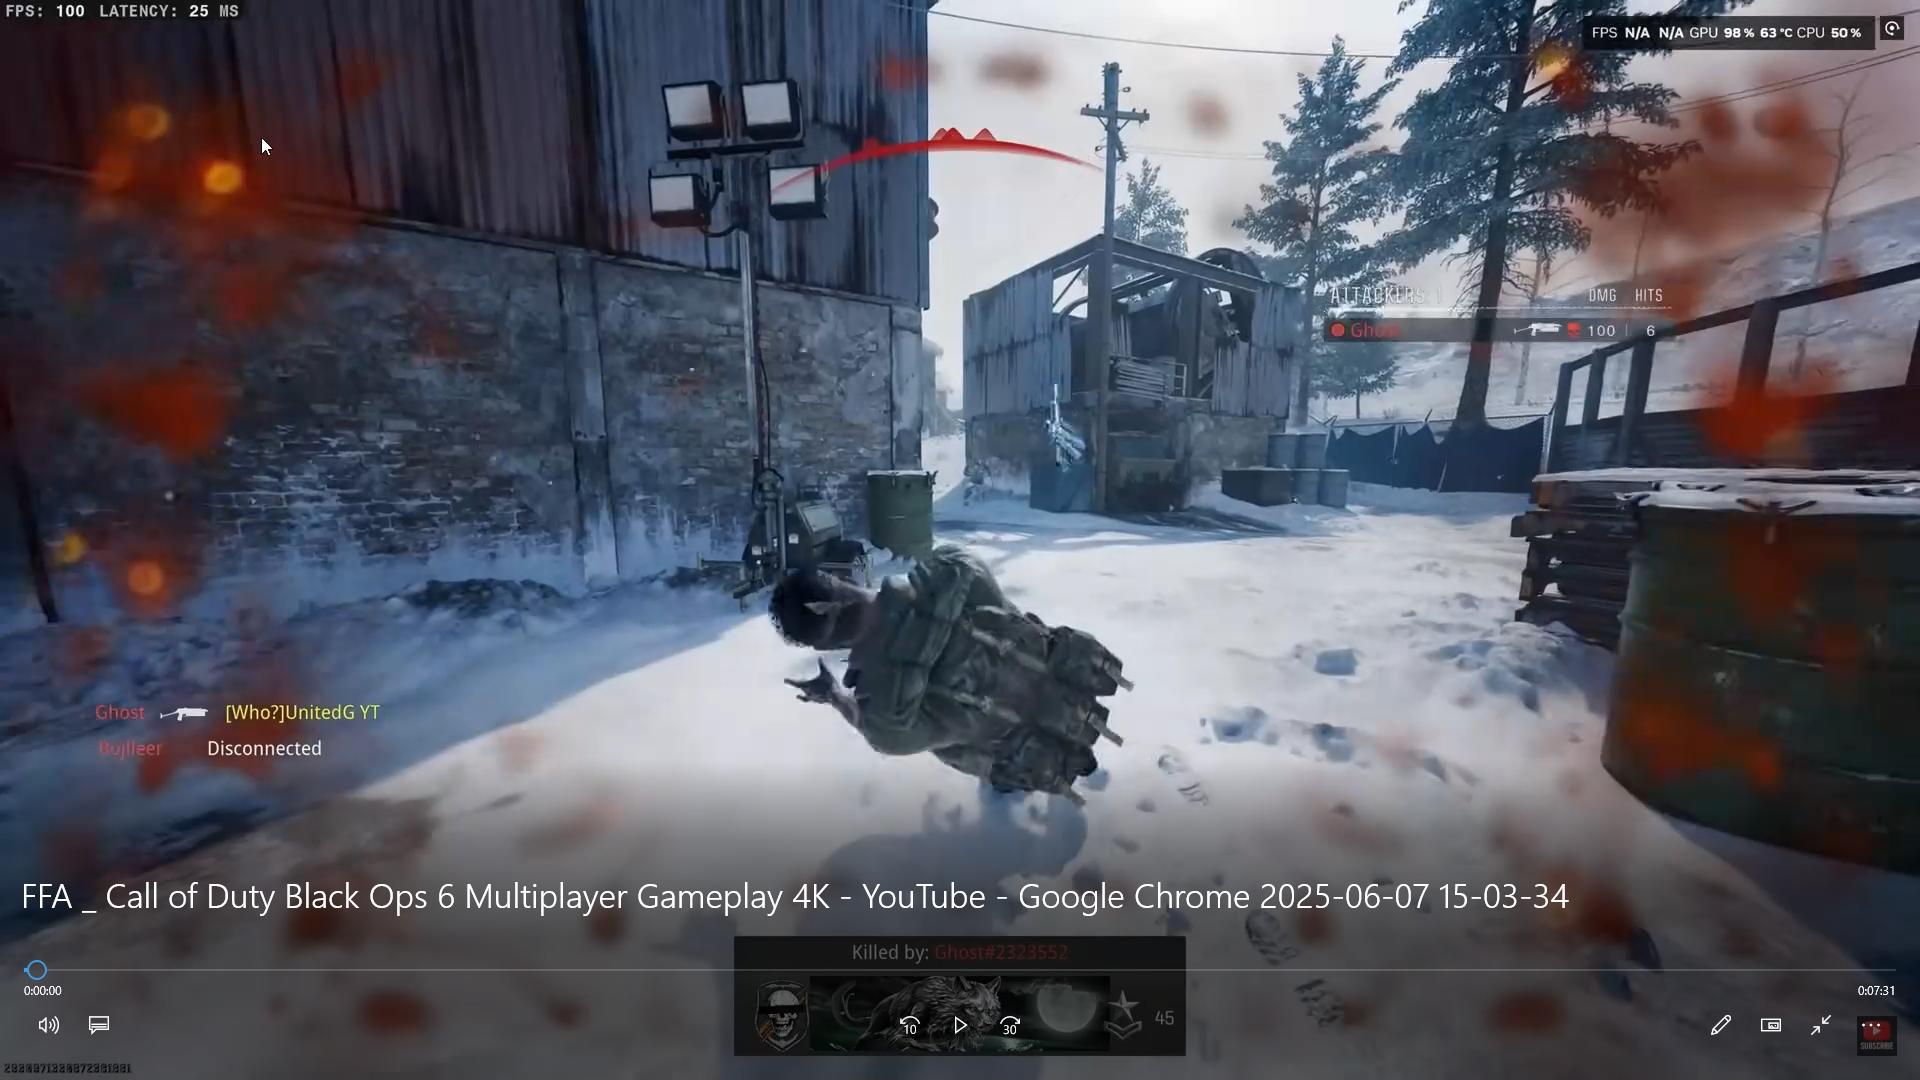 FPS: 100 LATENCY: 25 MS
FPS N/A N/A GPU 98% 63°C CPU 50%
ATTACKERS: 1 DMG HITS
Ghost 100 6
Ghost [Who?]UnitedG YT
Bujlleer Disconnected
FFA _ Call of Duty Black Ops 6 Multiplayer Gameplay 4K - YouTube - Google Chrome 2025-06-07 15-03-34
Killed by: Ghost#2323552
0:00:00
0:07:31
10
30
45
SUBSCRIBE